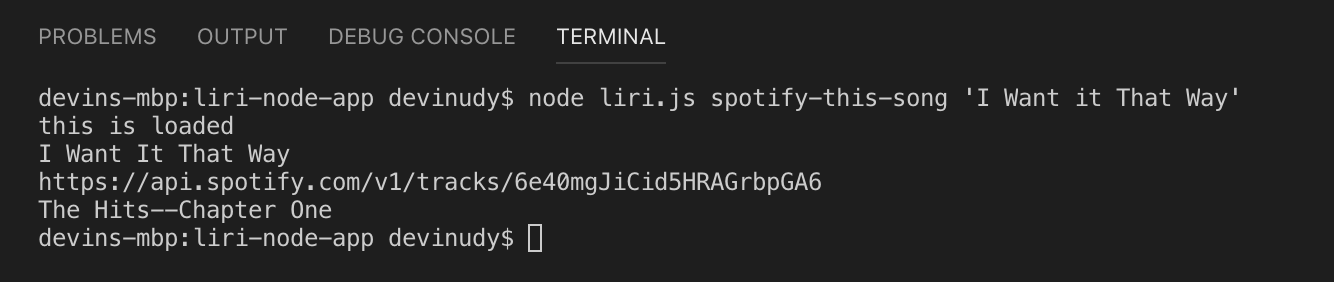 PROBLEMS OUTPUT DEBUG CONSOLE TERMINAL
devins-mbp:liri-node-app devinudy$ node liri.js spotify-this-song 'I Want it That Way'
this is loaded
I Want It That Way
https://api.spotify.com/v1/tracks/6e40mgJiCid5HRAGrbpGA6
The Hits--Chapter One
devins-mbp:liri-node-app devinudy$